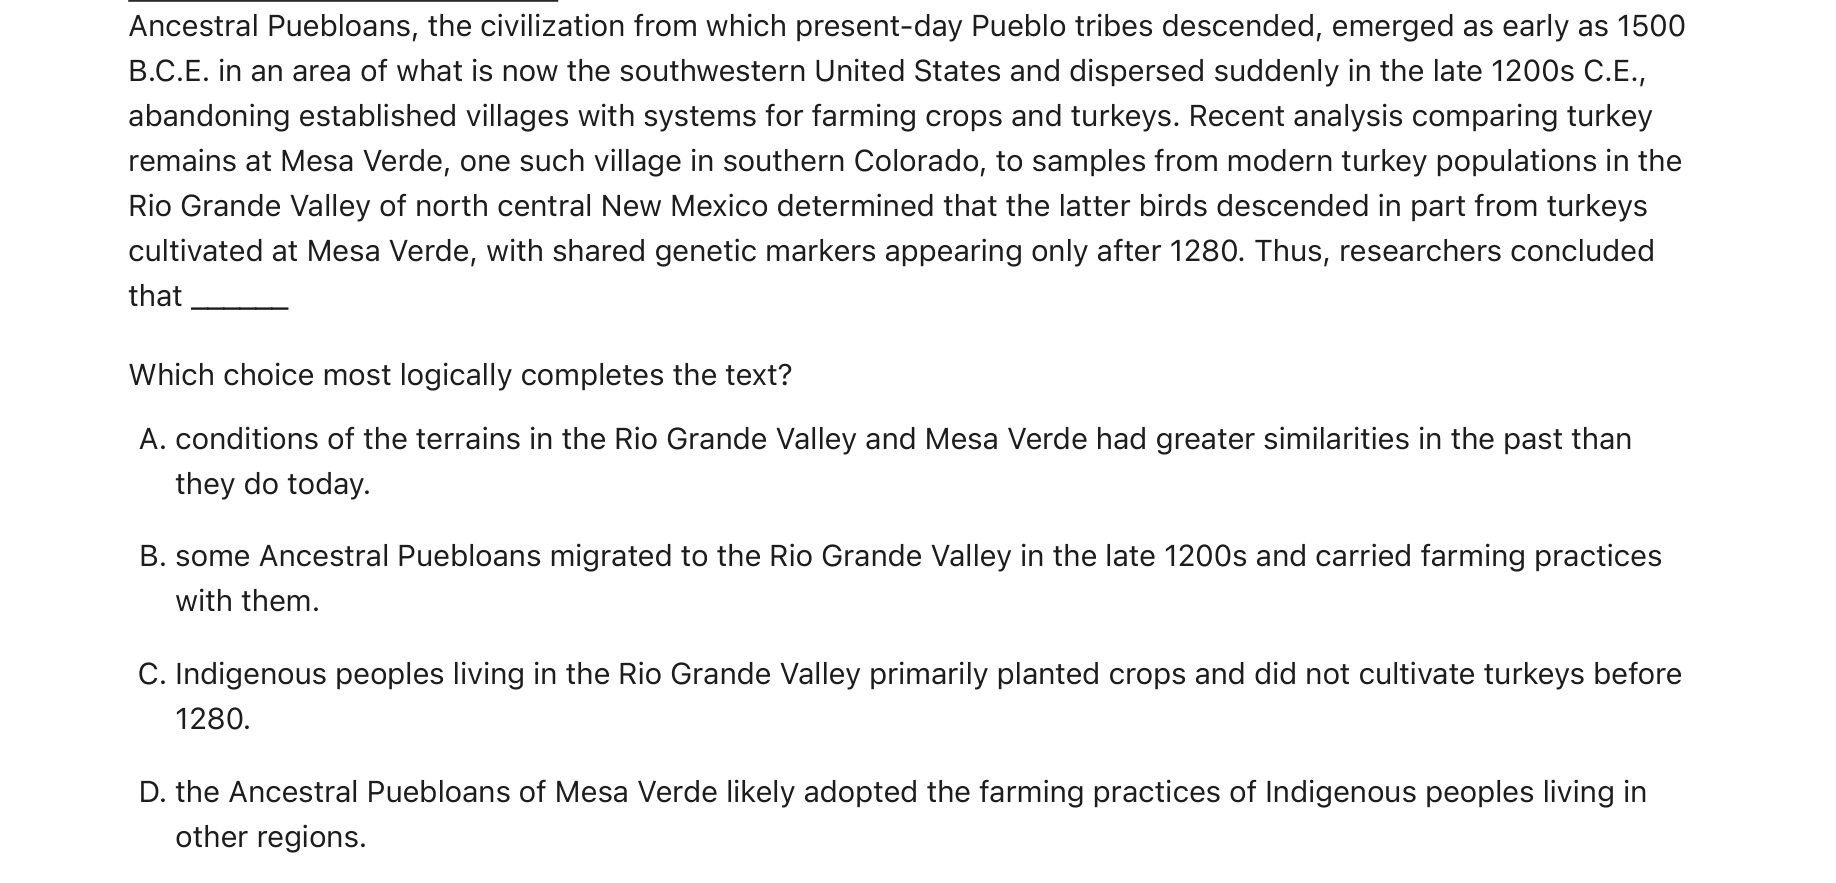 Ancestral Puebloans, the civilization from which present-day Pueblo tribes descended, emerged as early as 1500
B.C.E. in an area of what is now the southwestern United States and dispersed suddenly in the late 1200s C.E.,
abandoning established villages with systems for farming crops and turkeys. Recent analysis comparing turkey
remains at Mesa Verde, one such village in southern Colorado, to samples from modern turkey populations in the
Rio Grande Valley of north central New Mexico determined that the latter birds descended in part from turkeys
cultivated at Mesa Verde, with shared genetic markers appearing only after 1280. Thus, researchers concluded
that ______
Which choice most logically completes the text?
A. conditions of the terrains in the Rio Grande Valley and Mesa Verde had greater similarities in the past than
they do today.
B. some Ancestral Puebloans migrated to the Rio Grande Valley in the late 1200s and carried farming practices
with them.
C. Indigenous peoples living in the Rio Grande Valley primarily planted crops and did not cultivate turkeys before
1280.
D. the Ancestral Puebloans of Mesa Verde likely adopted the farming practices of Indigenous peoples living in
other regions.